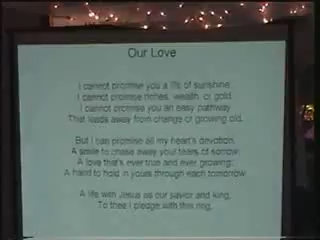 Our Love
I cannot promise you a life of sunshine;
I cannot promise riches, wealth, or gold.
I cannot promise you an easy pathway
That leads away from change or growing old.
But I can promise all my heart's devotion;
A smile to chase away your tears of sorrow.
A love that's ever true and ever growing;
A hand to hold in yours through each tomorrow.
A life with Jesus as our savior and king,
To thee I pledge with this ring.